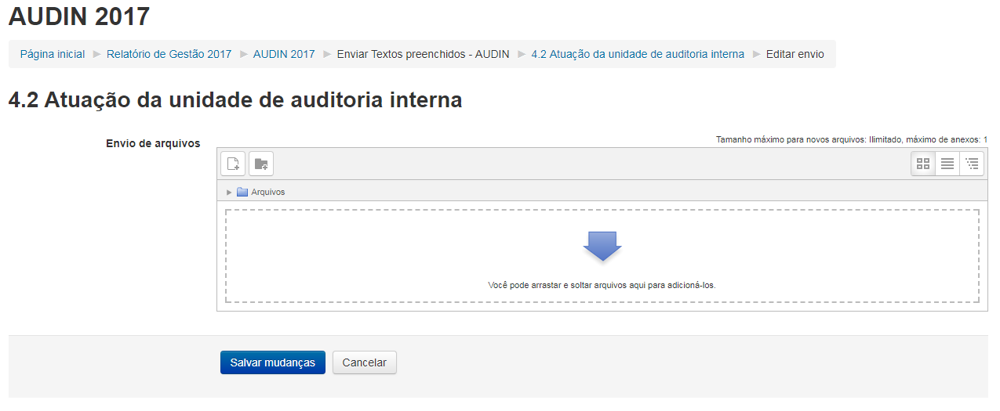 AUDIN 2017
Página inicial ► Relatório de Gestão 2017 ► AUDIN 2017 ► Enviar Textos preenchidos - AUDIN ► 4.2 Atuação da unidade de auditoria interna ► Editar envio
4.2 Atuação da unidade de auditoria interna
Envio de arquivos
Tamanho máximo para novos arquivos: Ilimitado, máximo de anexos: 1
Arquivos
Você pode arrastar e soltar arquivos aqui para adicioná-los.
Salvar mudanças Cancelar